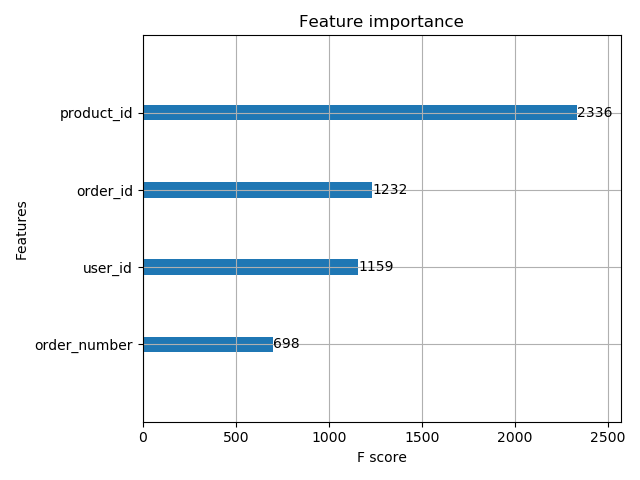 Feature importance
product_id
2336
order_id
1232
user_id
1159
order_number
698
Features
0 500 1000 1500 2000 2500
F score